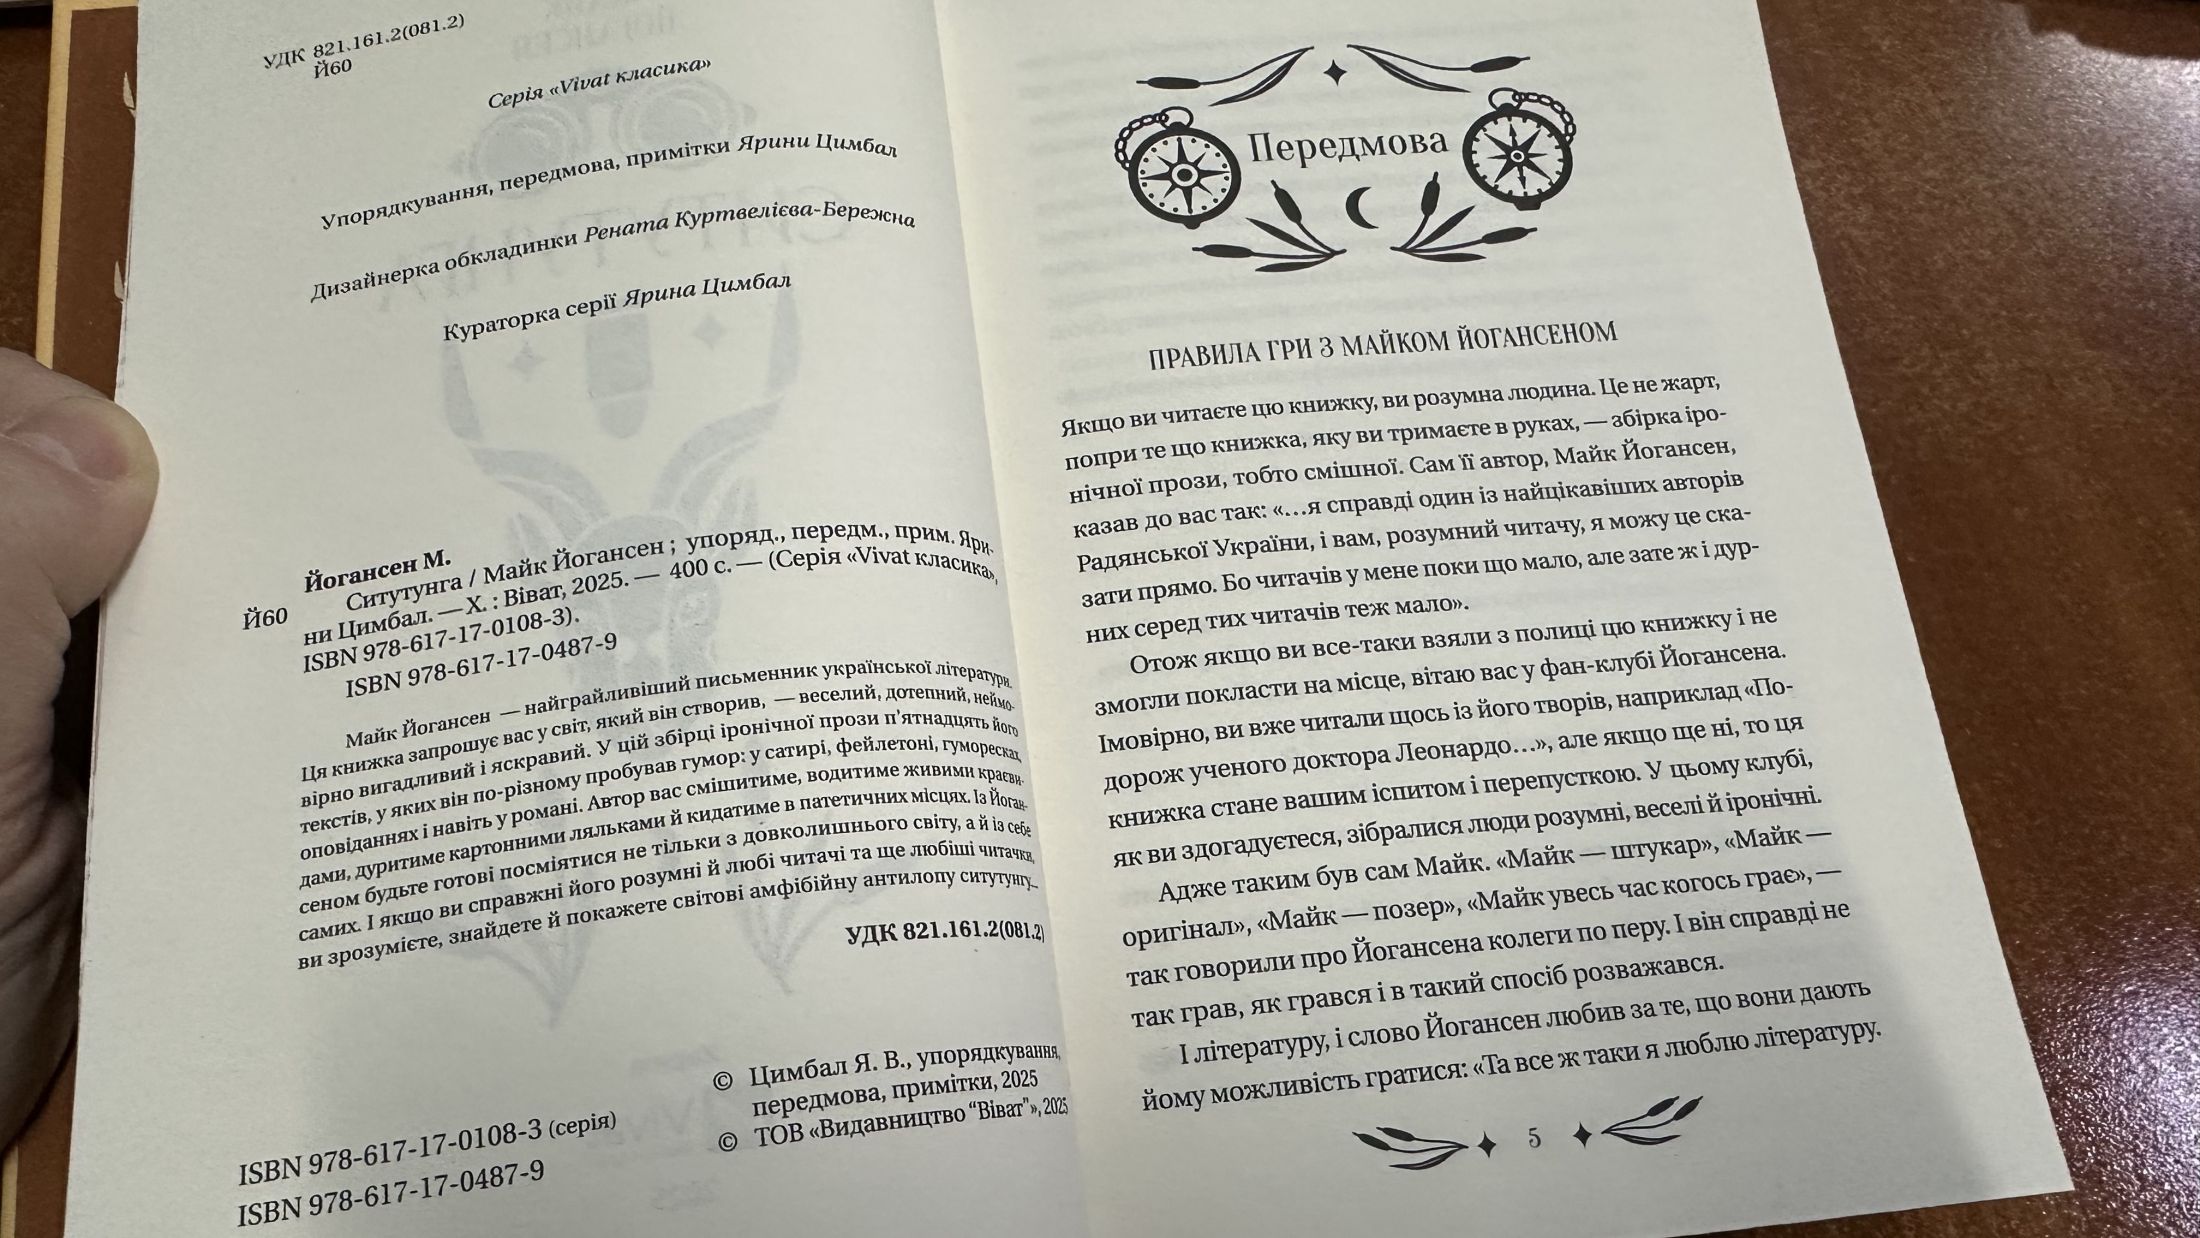 УДК 821.161.2(081.2)
Й60
Серія «Vivat класика»
Упорядкування, передмова, примітки Ярини Цимбал
Дизайнерка обкладинки Рената Куртвелієва-Бережна
Кураторка серії Ярина Цимбал
Йогансен М.
Й60
Ситутунга / Майк Йогансен ; упоряд., передм., прим. Яри-
ни Цимбал. — Х. : Віват, 2025. — 400 с. — (Серія «Vivat класика»,
ISBN 978-617-17-0108-3).
ISBN 978-617-17-0487-9
Майк Йогансен — найграйливіший письменник української літератури.
Ця книжка запрошує вас у світ, який він створив, — веселий, дотепний, неймо-
вірно вигадливий і яскравий. У цій збірці іронічної прози п'ятнадцять його
текстів, у яких він по-різному пробував гумор: у сатирі, фейлетоні, гуморесках,
оповіданнях і навіть у романі. Автор вас смішитиме, водитиме живими краєви-
дами, дуритиме картонними ляльками й кидатиме в патетичних місцях. Із Йоган-
сеном будьте готові посміятися не тільки з довколишнього світу, а й із себе
самих. І якщо ви справжні його розумні й любі читачі та ще любіші читачки,
ви зрозумієте, знайдете й покажете світові амфібійну антилопу ситутунгу...
УДК 821.161.2(081.2)
© Цимбал Я. В., упорядкування,
передмова, примітки, 2025
© ТОВ «Видавництво “Віват”», 2025
ISBN 978-617-17-0108-3 (серія)
ISBN 978-617-17-0487-9
Передмова
ПРАВИЛА ГРИ З МАЙКОМ ЙОГАНСЕНОМ
Якщо ви читаєте цю книжку, ви розумна людина. Це не жарт,
попри те що книжка, яку ви тримаєте в руках, — збірка іро-
нічної прози, тобто смішної. Сам її автор, Майк Йогансен,
казав до вас так: «…я справді один із найцікавіших авторів
Радянської України, і вам, розумний читачу, я можу це ска-
зати прямо. Бо читачів у мене поки що мало, але зате ж і дур-
них серед тих читачів теж мало».
Отож якщо ви все-таки взяли з полиці цю книжку і не
змогли покласти на місце, вітаю вас у фан-клубі Йогансена.
Імовірно, ви вже читали щось із його творів, наприклад «По-
дорож ученого доктора Леонардо…», але якщо ще ні, то ця
книжка стане вашим іспитом і перепусткою. У цьому клубі,
як ви здогадуєтеся, зібралися люди розумні, веселі й іронічні.
Адже таким був сам Майк. «Майк — штукар», «Майк —
оригінал», «Майк — позер», «Майк увесь час когось грає», —
так говорили про Йогансена колеги по перу. І він справді не
так грав, як грався і в такий спосіб розважався.
І літературу, і слово Йогансен любив за те, що вони дають
йому можливість гратися: «Та все ж таки я люблю літературу.
5